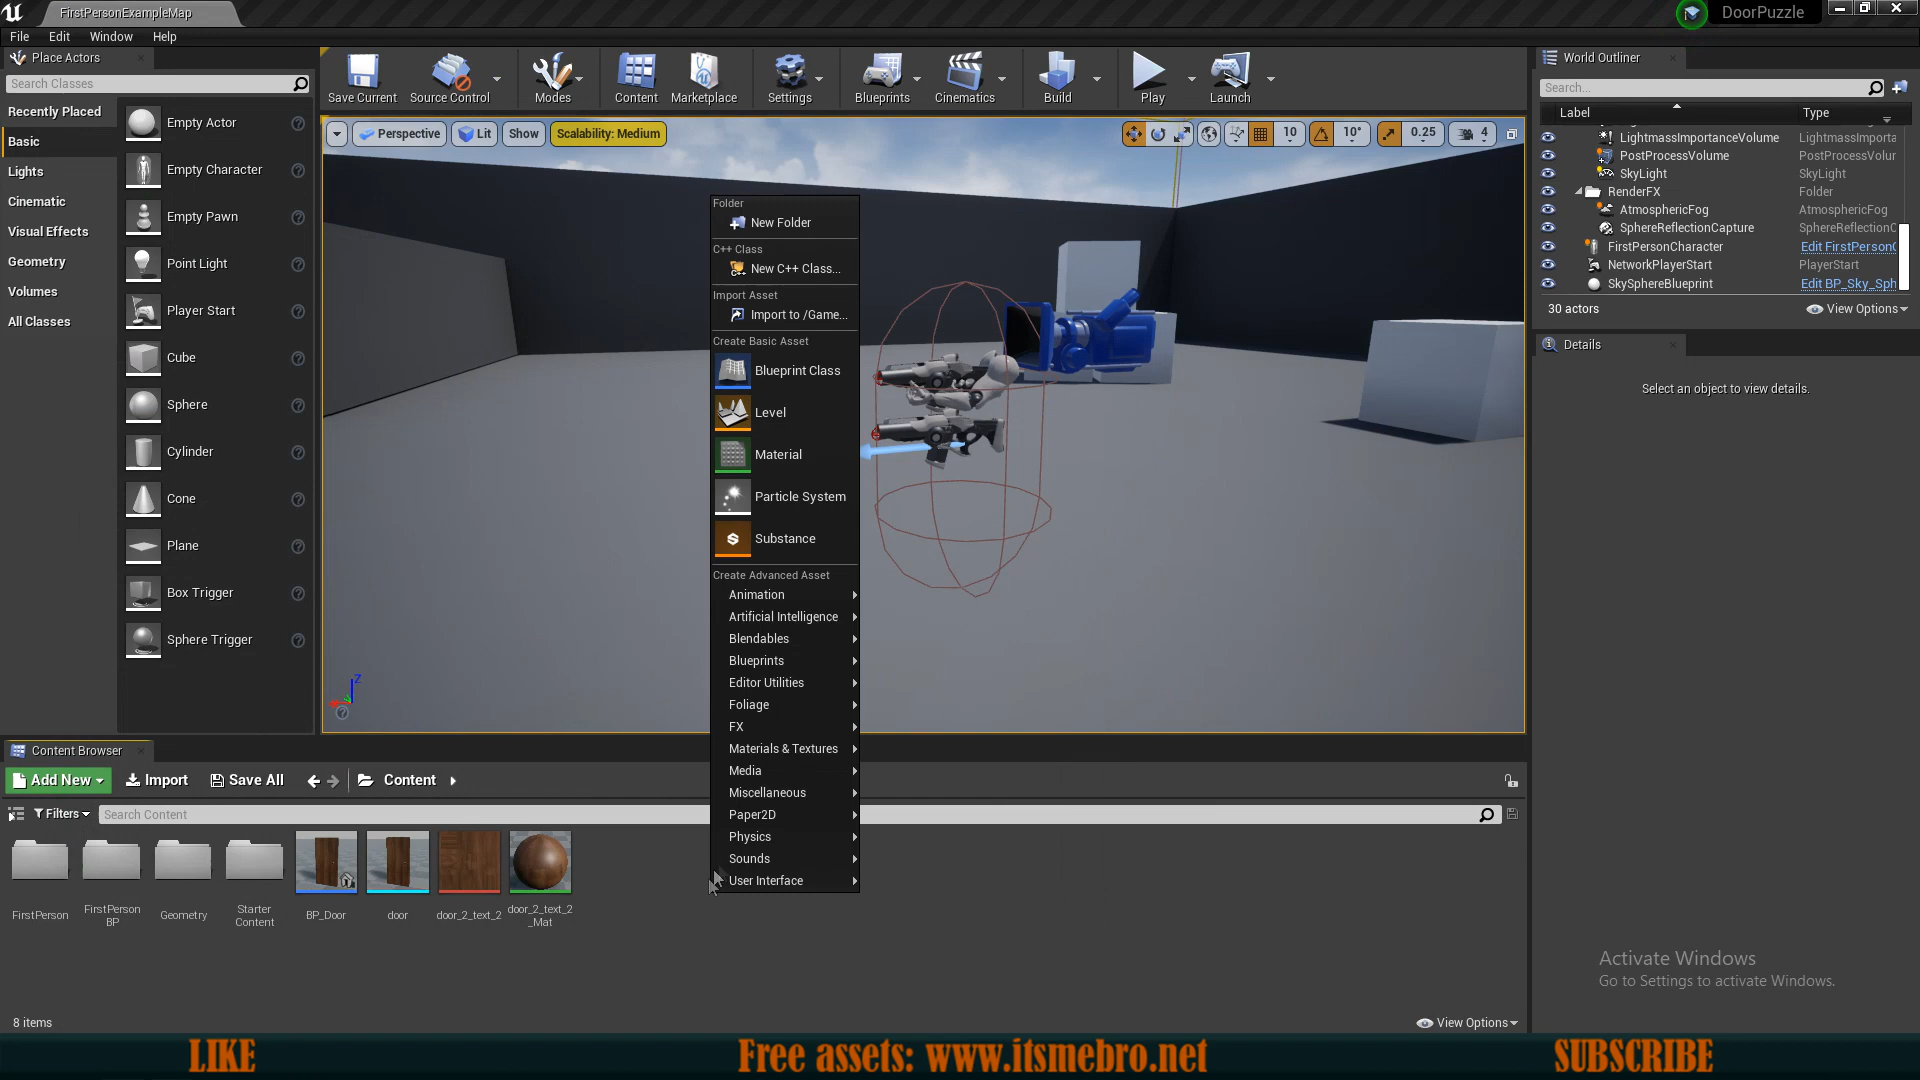 FirstPersonExampleMap
DoorPuzzle
File Edit Window Help
Place Actors
Search Classes
Recently Placed
Basic
Lights
Cinematic
Visual Effects
Geometry
Volumes
All Classes
Empty Actor
Empty Character
Empty Pawn
Point Light
Player Start
Cube
Sphere
Cylinder
Cone
Plane
Box Trigger
Sphere Trigger
Save Current
Source Control
Modes
Content
Marketplace
Settings
Blueprints
Cinematics
Build
Play
Launch
Perspective
Lit
Show
Scalability: Medium
10
10°
0.25
4
Z
Folder
New Folder
C++ Class
New C++ Class...
Import Asset
Import to /Game...
Create Basic Asset
Blueprint Class
Level
Material
Particle System
Substance
Create Advanced Asset
Animation
Artificial Intelligence
Blendables
Blueprints
Editor Utilities
Foliage
FX
Materials & Textures
Media
Miscellaneous
Paper2D
Physics
Sounds
User Interface
World Outliner
Search...
Label Type
LightmassImportanceVolume LightmassImporta
PostProcessVolume PostProcessVolur
SkyLight SkyLight
RenderFX Folder
AtmosphericFog AtmosphericFog
SphereReflectionCapture SphereReflectionC
FirstPersonCharacter Edit FirstPersonC
NetworkPlayerStart PlayerStart
SkySphereBlueprint Edit BP_Sky_Sph
30 actors
View Options
Details
Select an object to view details.
Content Browser
Add New
Import
Save All
Content
Filters
Search Content
FirstPerson
FirstPerson
BP
Geometry
Starter
Content
BP_Door
door
door_2_text_2
door_2_text_2
_Mat
8 items
View Options
Activate Windows
Go to Settings to activate Windows.
LIKE
Free assets: www.itsmebro.net
SUBSCRIBE